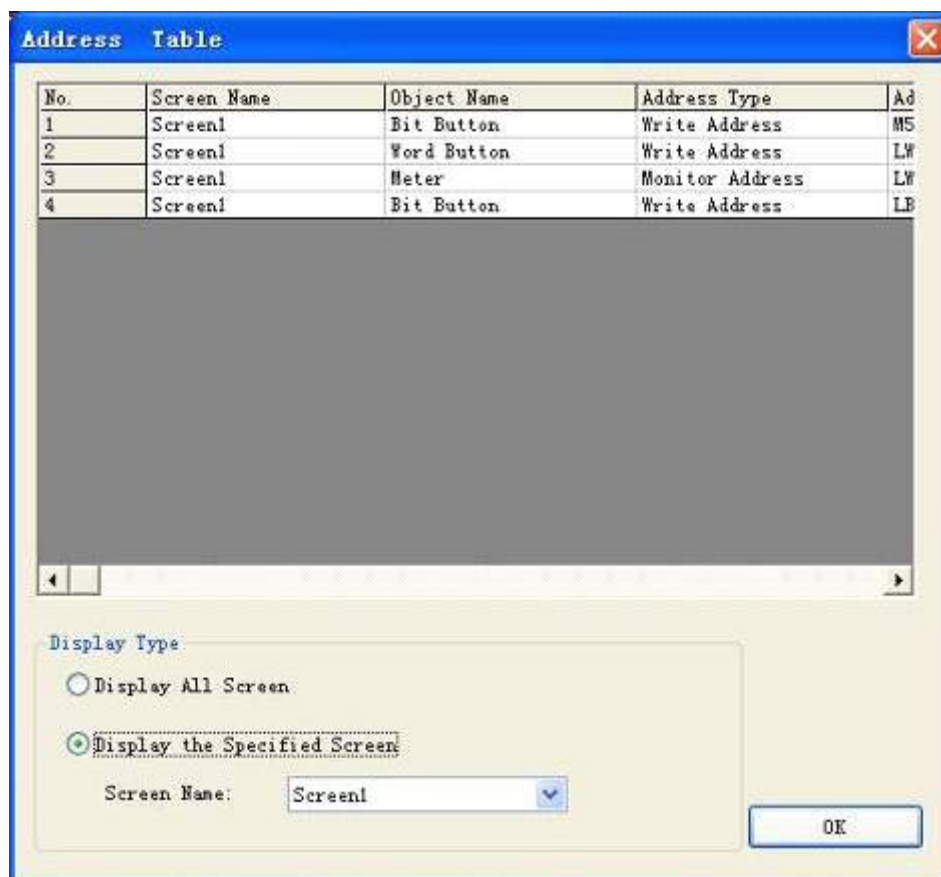 Address Table
No. Screen Name Object Name Address Type Ad
1 Screen1 Bit Button Write Address M5
2 Screen1 Word Button Write Address LW
3 Screen1 Meter Monitor Address LW
4 Screen1 Bit Button Write Address LB
Display Type
Display All Screen
Display the Specified Screen
Screen Name: Screen1
OK